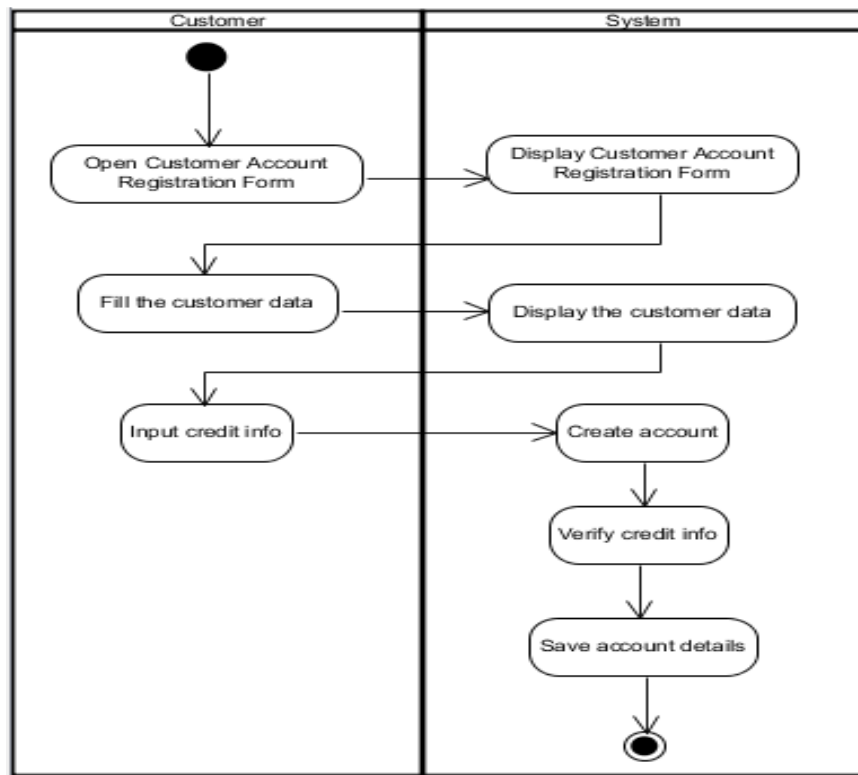 Customer
System
Open Customer Account
Registration Form
Display Customer Account
Registration Form
Fill the customer data
Display the customer data
Input credit info
Create account
Verify credit info
Save account details